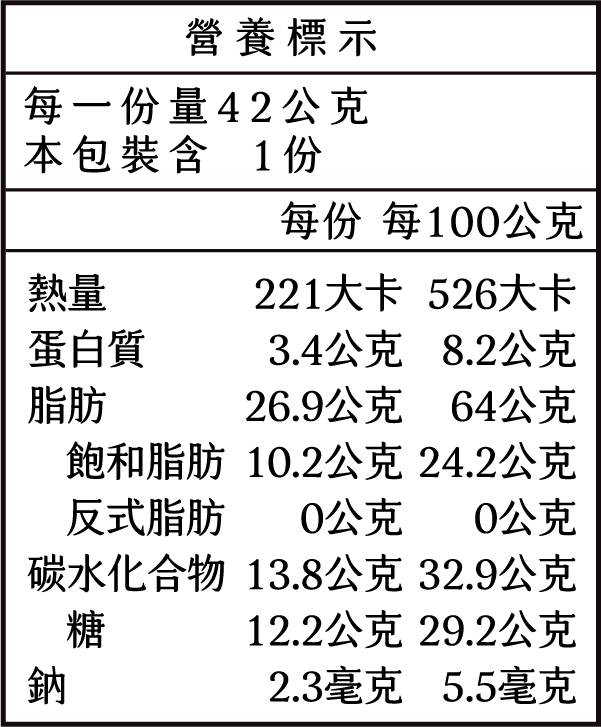 營養標示
每一份量42公克
本包裝含 1份
每份 每100公克
熱量 221大卡 526大卡
蛋白質 3.4公克 8.2公克
脂肪 26.9公克 64公克
飽和脂肪 10.2公克 24.2公克
反式脂肪 0公克 0公克
碳水化合物 13.8公克 32.9公克
糖 12.2公克 29.2公克
鈉 2.3毫克 5.5毫克